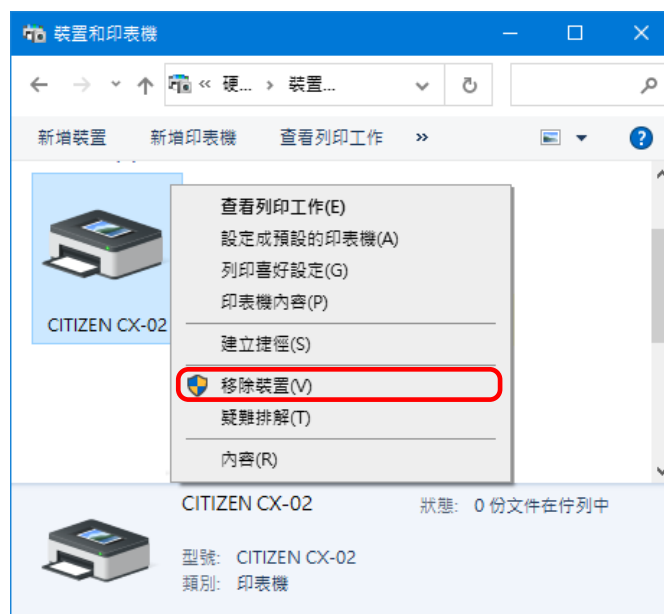 裝置和印表機
« 硬... › 裝置...
新增裝置 新增印表機 查看列印工作 »
查看列印工作(E)
設定成預設的印表機(A)
列印喜好設定(G)
印表機內容(P)
CITIZEN CX-02
建立捷徑(S)
移除裝置(V)
疑難排解(T)
內容(R)
CITIZEN CX-02 狀態: 0 份文件在佇列中
型號: CITIZEN CX-02
類別: 印表機